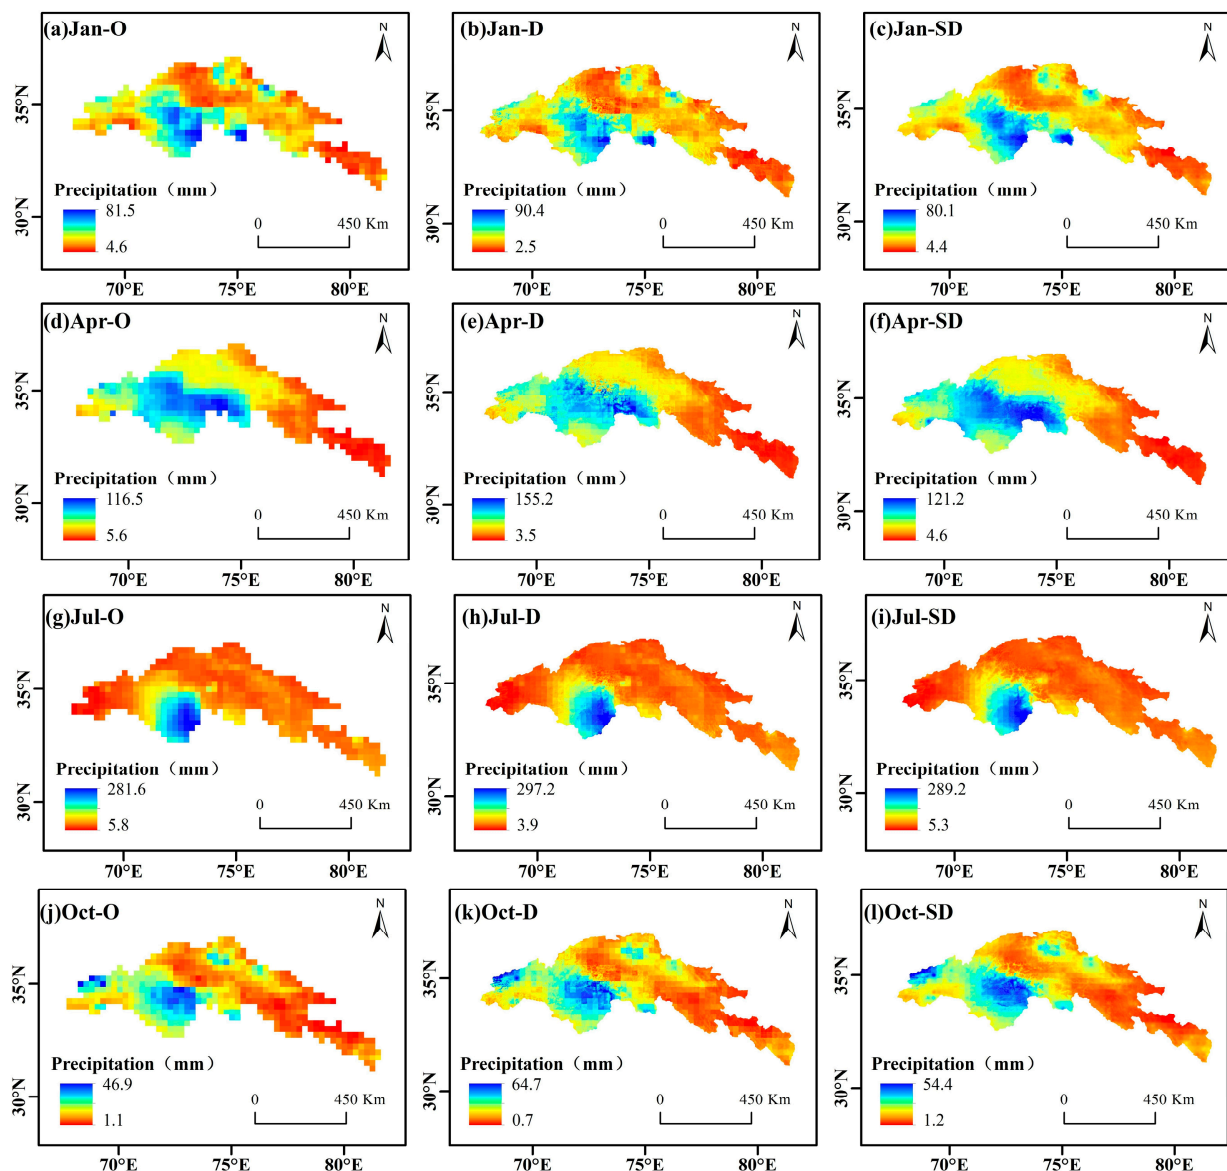 (a)Jan-O
N
35°N
30°N
Precipitation（mm）
81.5
4.6
0 450 Km
70°E 75°E 80°E
(b)Jan-D
N
35°N
30°N
Precipitation（mm）
90.4
2.5
0 450 Km
70°E 75°E 80°E
(c)Jan-SD
N
35°N
30°N
Precipitation（mm）
80.1
4.4
0 450 Km
70°E 75°E 80°E
(d)Apr-O
N
35°N
30°N
Precipitation（mm）
116.5
5.6
0 450 Km
70°E 75°E 80°E
(e)Apr-D
N
35°N
30°N
Precipitation（mm）
155.2
3.5
0 450 Km
70°E 75°E 80°E
(f)Apr-SD
N
35°N
30°N
Precipitation（mm）
121.2
4.6
0 450 Km
70°E 75°E 80°E
(g)Jul-O
N
35°N
30°N
Precipitation（mm）
281.6
5.8
0 450 Km
70°E 75°E 80°E
(h)Jul-D
N
35°N
30°N
Precipitation（mm）
297.2
3.9
0 450 Km
70°E 75°E 80°E
(i)Jul-SD
N
35°N
30°N
Precipitation（mm）
289.2
5.3
0 450 Km
70°E 75°E 80°E
(j)Oct-O
N
35°N
30°N
Precipitation（mm）
46.9
1.1
0 450 Km
70°E 75°E 80°E
(k)Oct-D
N
35°N
30°N
Precipitation（mm）
64.7
0.7
0 450 Km
70°E 75°E 80°E
(l)Oct-SD
N
35°N
30°N
Precipitation（mm）
54.4
1.2
0 450 Km
70°E 75°E 80°E